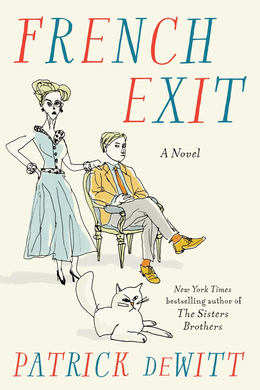 FRENCH
EXIT
A Novel
New York Times
bestselling author of
The Sisters
Brothers
PATRICK DEWITT